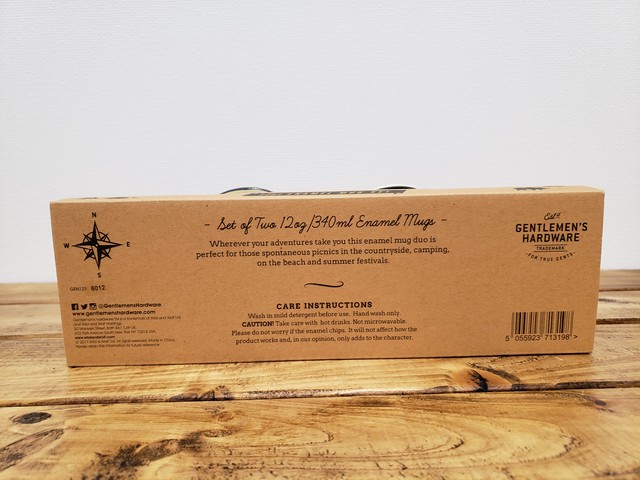 N
W E
S
GEN125 6012
@GentlemensHardware
www.gentlemenshardware.com
- Set of Two 12oz/340ml Enamel Mugs -
Wherever your adventures take you this enamel mug duo is
perfect for those spontaneous picnics in the countryside, camping,
on the beach and summer festivals.
CARE INSTRUCTIONS
Wash in mild detergent before use. Hand wash only.
CAUTION! Take care with hot drinks. Not microwavable.
Please do not worry if the enamel chips. It will not affect how the
product works and, in our opinion, only adds to the character.
Est'd
GENTLEMEN'S
HARDWARE
TRADEMARK
·FOR TRUE GENTS·
5 055923 713198 >